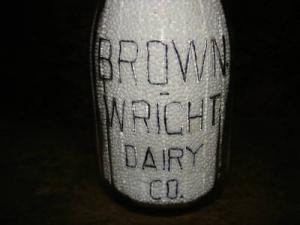 BROWN
-
WRIGHT
DAIRY
CO.